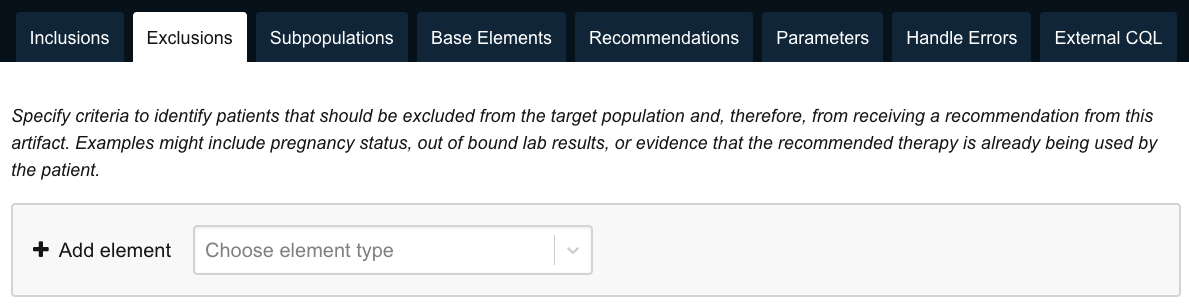 Inclusions Exclusions Subpopulations Base Elements Recommendations Parameters Handle Errors External CQL
Specify criteria to identify patients that should be excluded from the target population and, therefore, from receiving a recommendation from this
artifact. Examples might include pregnancy status, out of bound lab results, or evidence that the recommended therapy is already being used by
the patient.
Add element Choose element type